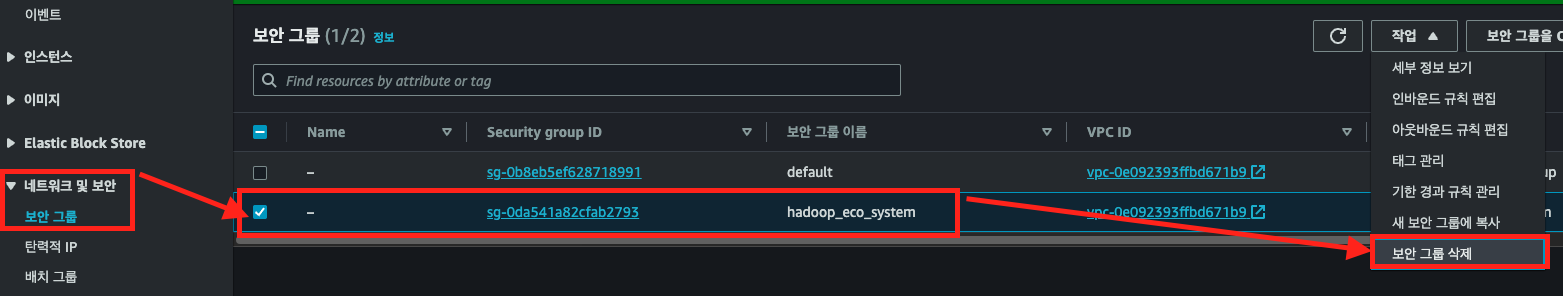 이벤트
인스턴스
이미지
Elastic Block Store
네트워크 및 보안
보안 그룹
탄력적 IP
배치 그룹
보안 그룹 (1/2) 정보
작업
보안 그룹을
Find resources by attribute or tag
Name Security group ID 보안 그룹 이름 VPC ID
– sg-0b8eb5ef628718991 default vpc-0e092393ffbd671b9
– sg-0da541a82cfab2793 hadoop_eco_system vpc-0e092393ffbd671b9
세부 정보 보기
인바운드 규칙 편집
아웃바운드 규칙 편집
태그 관리
기한 경과 규칙 관리
새 보안 그룹에 복사
보안 그룹 삭제